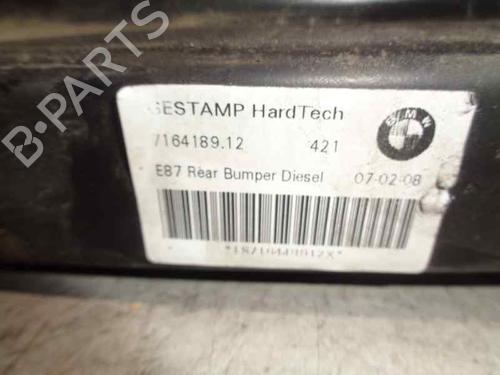 GESTAMP HardTech
7164189.12 421
E87 Rear Bumper Diesel 07-02-08
BMW
B-PARTS